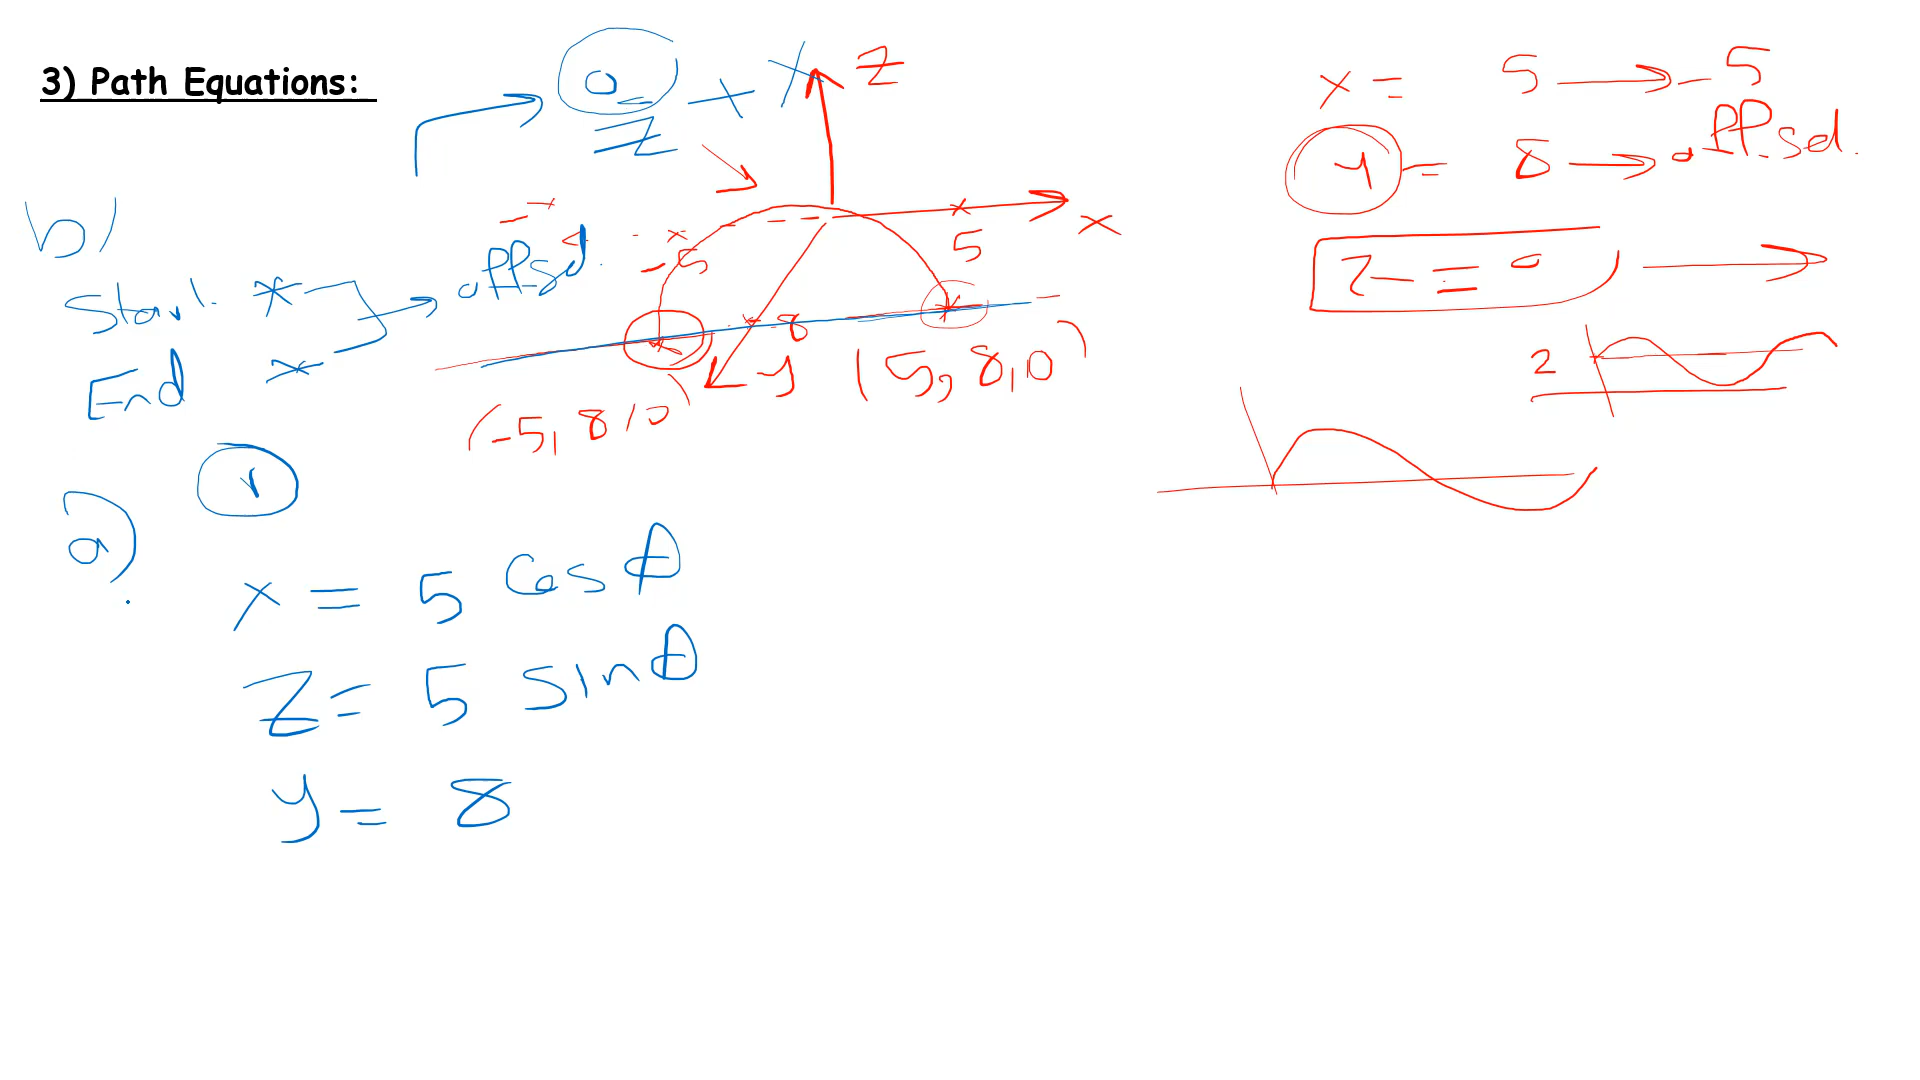 3) Path Equations:
Z
X
5
-5
-8
y
(5, 8, 0)
(-5, 8, 0)
x = 5 → -5
y = 8 → offset
Z = 0 →
2
b)
Start *
End *
→ offset
r
a)
x = 5 Cos θ
Z = 5 Sin θ
y = 8